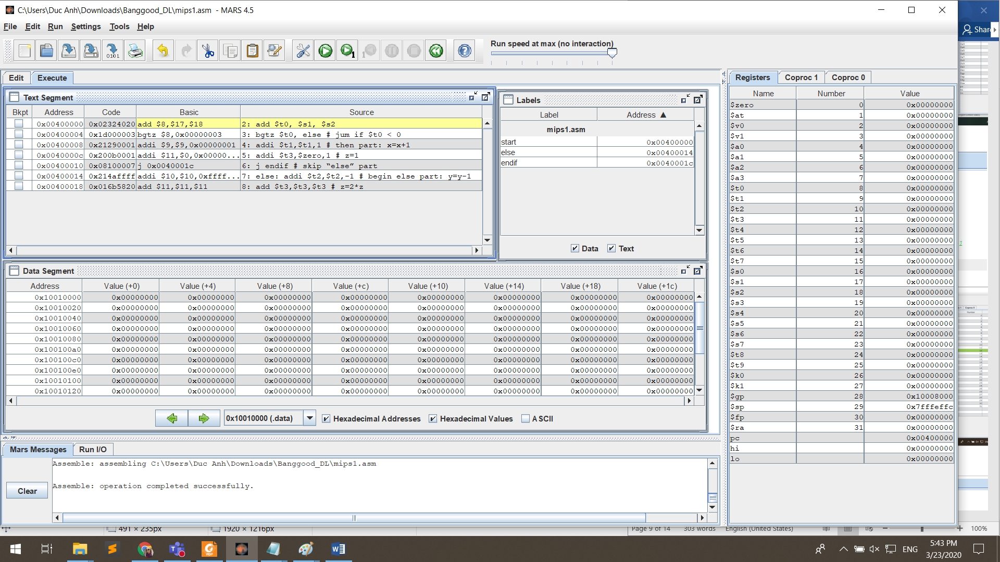 C:\Users\Duc Anh\Downloads\Banggood_DL\mips1.asm - MARS 4.5
File Edit Run Settings Tools Help
Run speed at max (no interaction)
Share
Edit Execute
Registers Coproc 1 Coproc 0
Text Segment
Bkpt Address Code Basic Source
0x00400000 0x02324020 add $8,$17,$18 2: add $t0, $s1, $s2
0x00400004 0x1d000003 bgtz $8,0x00000003 3: bgtz $t0, else # jum if $t0 < 0
0x00400008 0x21290001 addi $9,$9,0x00000001 4: addi $t1,$t1,1 # then part: x=x+1
0x0040000c 0x200b0001 addi $11,$0,0x00000... 5: addi $t3,$zero,1 # z=1
0x00400010 0x08100007 j 0x0040001c 6: j endif # skip “else” part
0x00400014 0x214affff addi $10,$10,0xffff... 7: else: addi $t2,$t2,-1 # begin else part: y=y-1
0x00400018 0x016b5820 add $11,$11,$11 8: add $t3,$t3,$t3 # z=2*z
Labels
Label Address ▲
mips1.asm
start 0x00400000
else 0x00400014
endif 0x0040001c
Data Text
Data Segment
Address Value (+0) Value (+4) Value (+8) Value (+c) Value (+10) Value (+14) Value (+18) Value (+1c)
0x10010000 0x00000000 0x00000000 0x00000000 0x00000000 0x00000000 0x00000000 0x00000000 0x00000000
0x10010020 0x00000000 0x00000000 0x00000000 0x00000000 0x00000000 0x00000000 0x00000000 0x00000000
0x10010040 0x00000000 0x00000000 0x00000000 0x00000000 0x00000000 0x00000000 0x00000000 0x00000000
0x10010060 0x00000000 0x00000000 0x00000000 0x00000000 0x00000000 0x00000000 0x00000000 0x00000000
0x10010080 0x00000000 0x00000000 0x00000000 0x00000000 0x00000000 0x00000000 0x00000000 0x00000000
0x100100a0 0x00000000 0x00000000 0x00000000 0x00000000 0x00000000 0x00000000 0x00000000 0x00000000
0x100100c0 0x00000000 0x00000000 0x00000000 0x00000000 0x00000000 0x00000000 0x00000000 0x00000000
0x100100e0 0x00000000 0x00000000 0x00000000 0x00000000 0x00000000 0x00000000 0x00000000 0x00000000
0x10010100 0x00000000 0x00000000 0x00000000 0x00000000 0x00000000 0x00000000 0x00000000 0x00000000
0x10010120 0x00000000 0x00000000 0x00000000 0x00000000 0x00000000 0x00000000 0x00000000 0x00000000
0x10010000 (.data) Hexadecimal Addresses Hexadecimal Values ASCII
Name Number Value
$zero 0 0x00000000
$at 1 0x00000000
$v0 2 0x00000000
$v1 3 0x00000000
$a0 4 0x00000000
$a1 5 0x00000000
$a2 6 0x00000000
$a3 7 0x00000000
$t0 8 0x00000000
$t1 9 0x00000000
$t2 10 0x00000000
$t3 11 0x00000000
$t4 12 0x00000000
$t5 13 0x00000000
$t6 14 0x00000000
$t7 15 0x00000000
$s0 16 0x00000000
$s1 17 0x00000000
$s2 18 0x00000000
$s3 19 0x00000000
$s4 20 0x00000000
$s5 21 0x00000000
$s6 22 0x00000000
$s7 23 0x00000000
$t8 24 0x00000000
$t9 25 0x00000000
$k0 26 0x00000000
$k1 27 0x00000000
$gp 28 0x10008000
$sp 29 0x7fffeffc
$fp 30 0x00000000
$ra 31 0x00000000
pc 0x00400000
hi 0x00000000
lo 0x00000000
Mars Messages Run I/O
Assemble: assembling C:\Users\Duc Anh\Downloads\Banggood_DL\mips1.asm
Assemble: operation completed successfully.
Clear
491 × 235px 1920 × 1216px Page 9 of 14 303 words English (United States) 100%
ENG 5:43 PM
3/23/2020